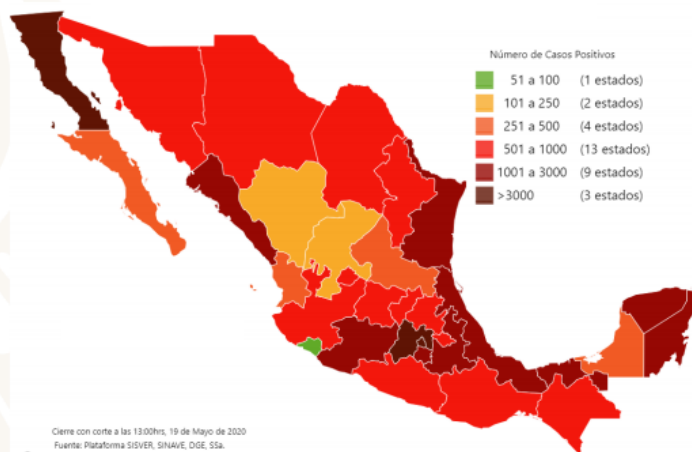 Número de Casos Positivos
51 a 100 (1 estados)
101 a 250 (2 estados)
251 a 500 (4 estados)
501 a 1000 (13 estados)
1001 a 3000 (9 estados)
>3000 (3 estados)
Cierre con corte a las 13:00hrs, 19 de Mayo de 2020
Fuente: Plataforma SISVER, SINAVE, DGE, SSa.